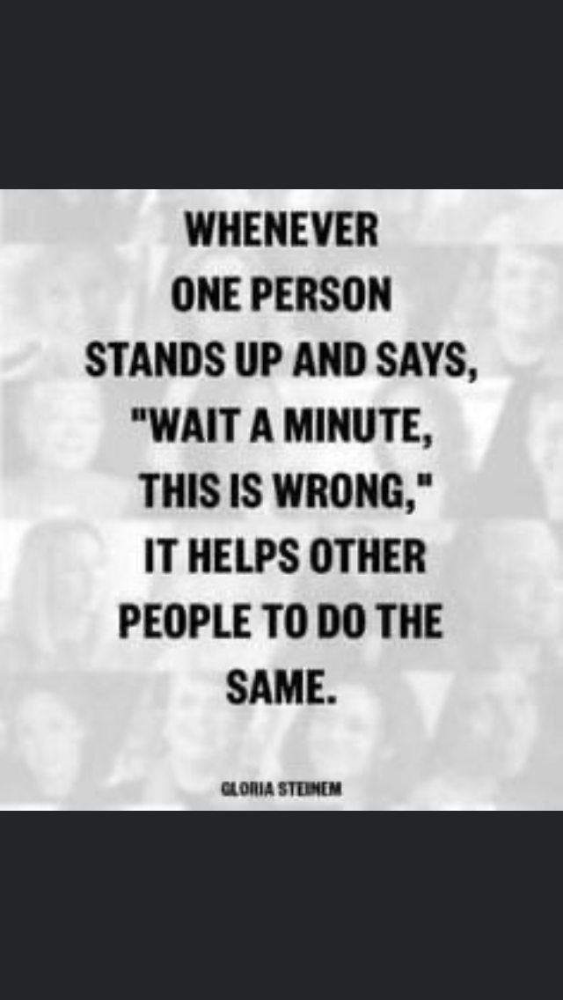 WHENEVER
ONE PERSON
STANDS UP AND SAYS,
"WAIT A MINUTE,
THIS IS WRONG,"
IT HELPS OTHER
PEOPLE TO DO THE
SAME.
GLORIA STEINEM